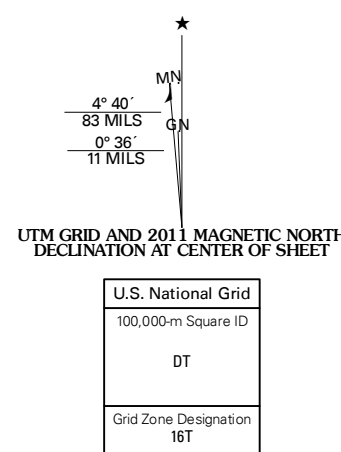 ★
MN
4° 40´
83 MILS
GN
0° 36´
11 MILS
UTM GRID AND 2011 MAGNETIC NORTH
DECLINATION AT CENTER OF SHEET
U.S. National Grid
100,000-m Square ID
DT
Grid Zone Designation
16T